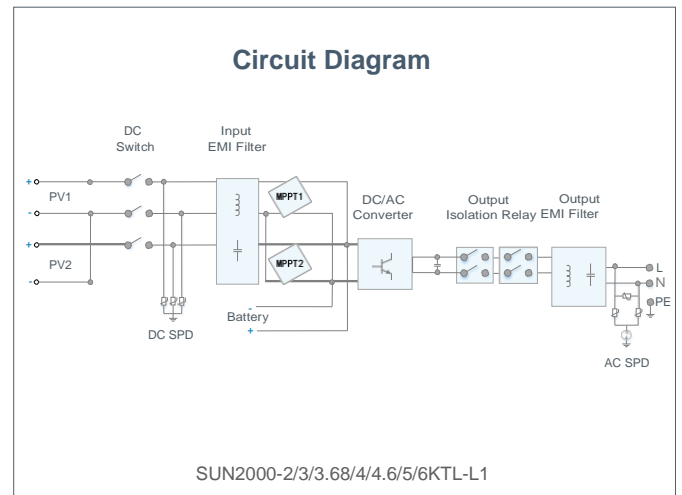 Circuit Diagram
DC
Switch
Input
EMI Filter
+
PV1
-
+
PV2
-
MPPT1
MPPT2
DC/AC
Converter
Output
Isolation Relay
Output
EMI Filter
L
N
PE
-
Battery
+
DC SPD
AC SPD
SUN2000-2/3/3.68/4/4.6/5/6KTL-L1